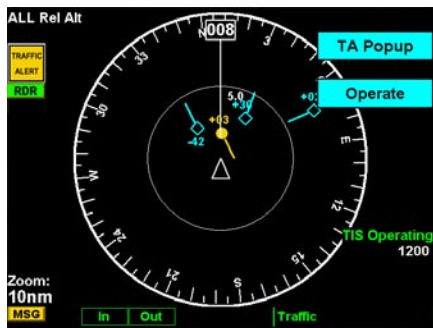 ALL Rel Alt
008
N
3
33
TA Popup
TRAFFIC
ALERT
RDR
5.0
+30
+03
-42
Operate
30
E
W
12
24
TIS Operating
1200
21
S
15
Zoom:
10nm
MSG
In
Out
Traffic